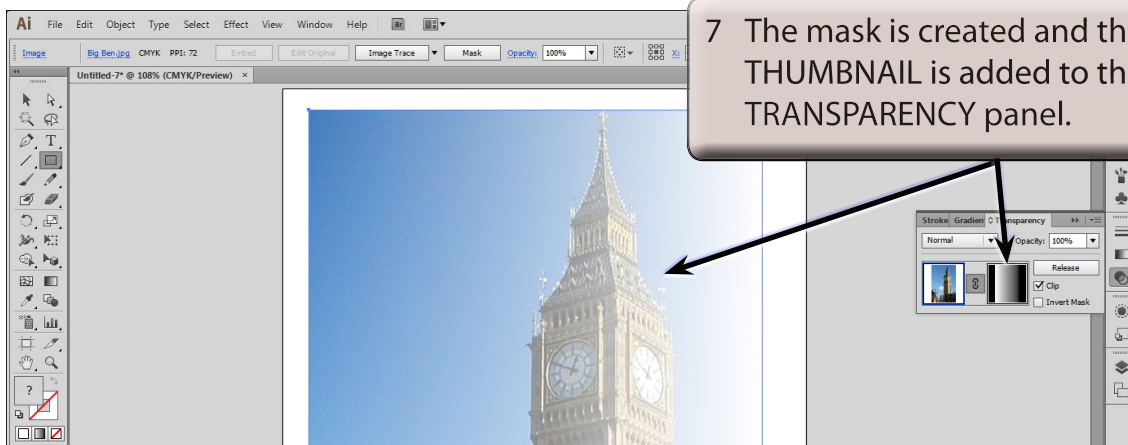 Ai File Edit Object Type Select Effect View Window Help Br
7 The mask is created and th
THUMBNAIL is added to th
TRANSPARENCY panel.
Image Big Ben.jpg CMYK PPI: 72 Embed Edit Original Image Trace Mask Opacity: 100% X:
Untitled-7* @ 108% (CMYK/Preview) ×
T
Stroke Gradien Transparency
Normal Opacity: 100%
Release
Clip
Invert Mask
?